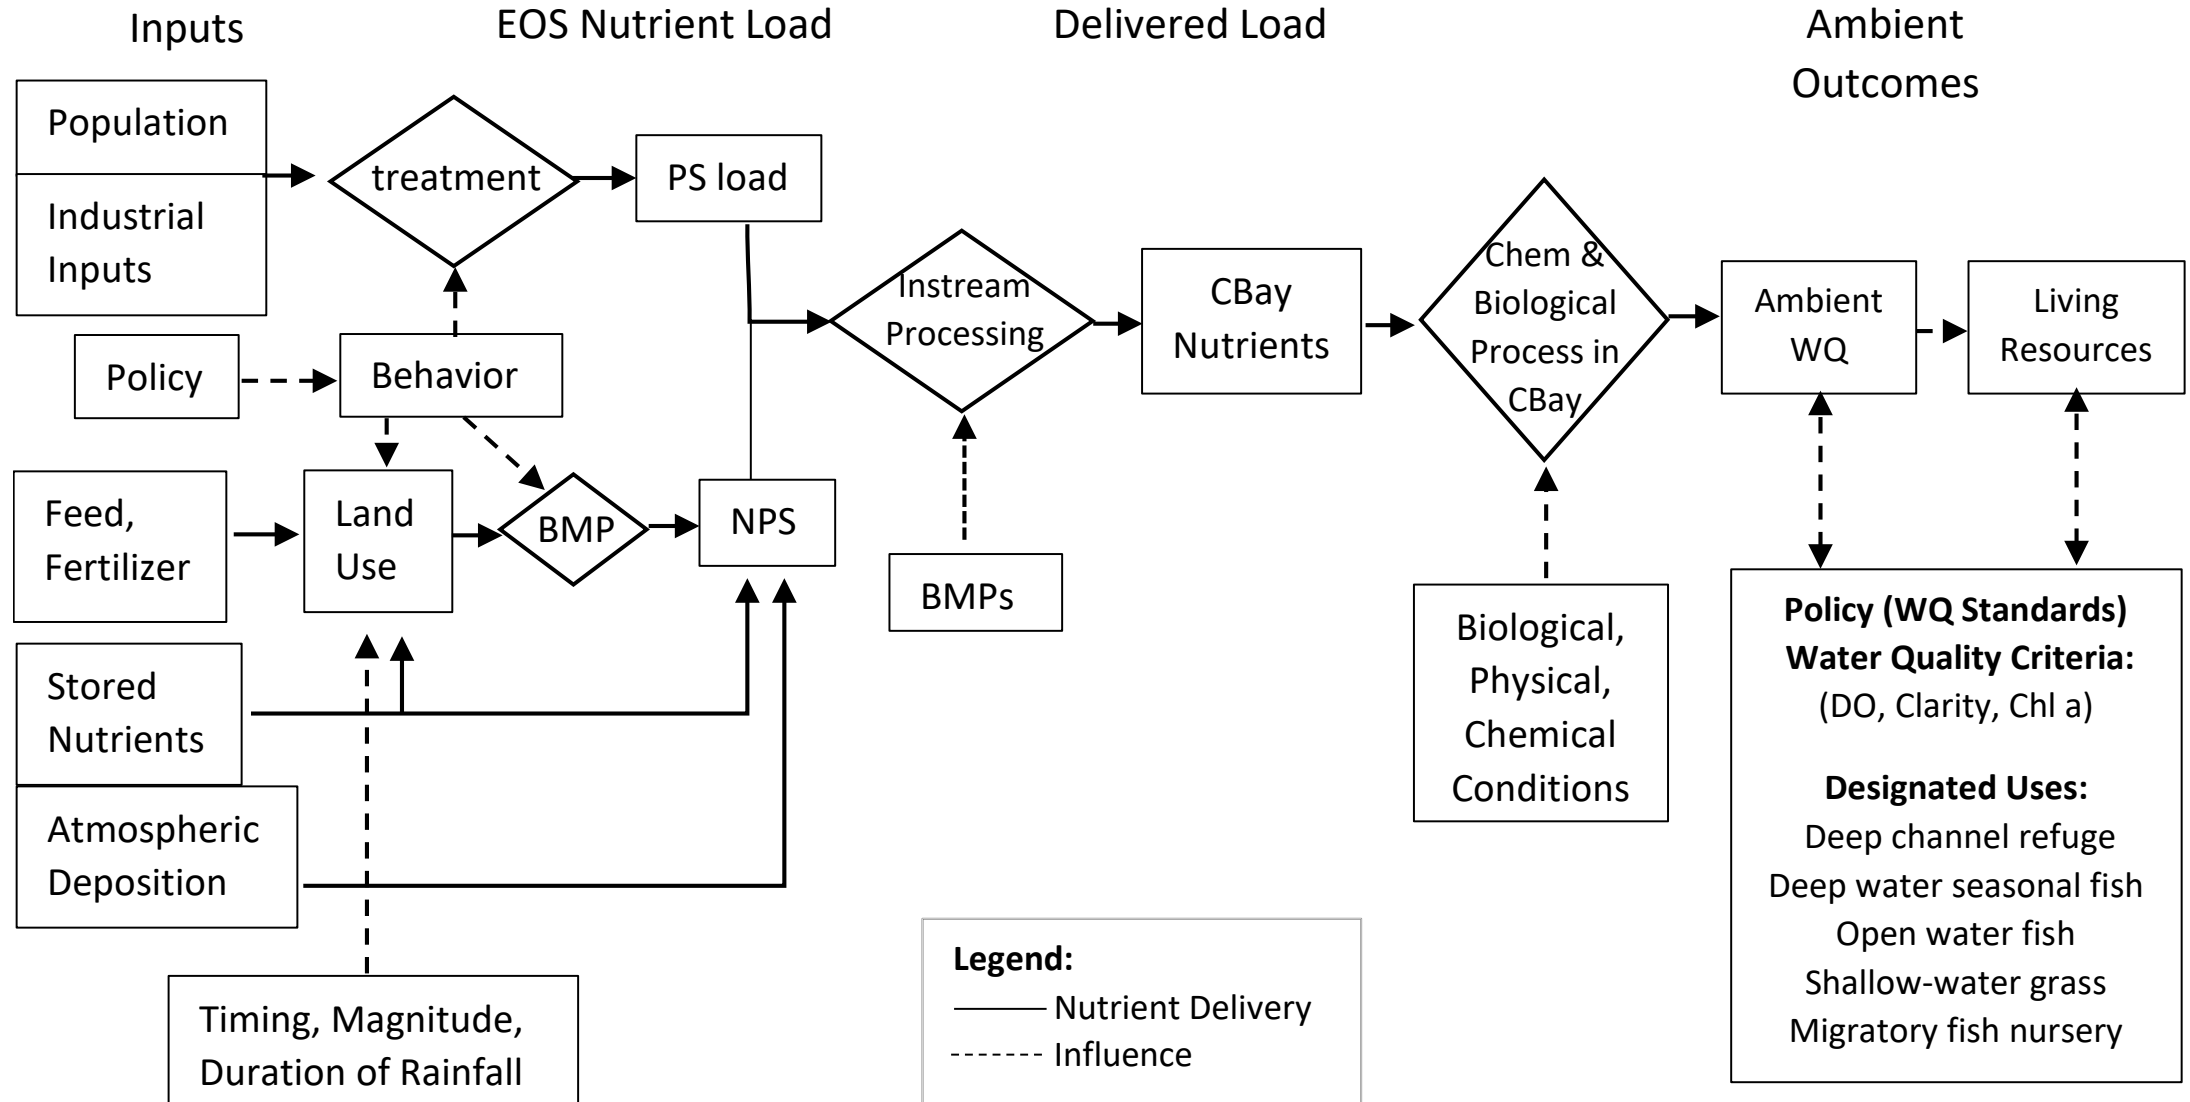 Inputs
EOS Nutrient Load
Delivered Load
Ambient
Outcomes
Population
Industrial
Inputs
treatment
PS load
Policy
Behavior
Feed,
Fertilizer
Land
Use
BMP
NPS
Stored
Nutrients
Atmospheric
Deposition
Timing, Magnitude,
Duration of Rainfall
Instream
Processing
BMPs
CBay
Nutrients
Chem &
Biological
Process in
CBay
Biological,
Physical,
Chemical
Conditions
Ambient
WQ
Living
Resources
Policy (WQ Standards)
Water Quality Criteria:
(DO, Clarity, Chl a)
Designated Uses:
Deep channel refuge
Deep water seasonal fish
Open water fish
Shallow-water grass
Migratory fish nursery
Legend:
Nutrient Delivery
Influence